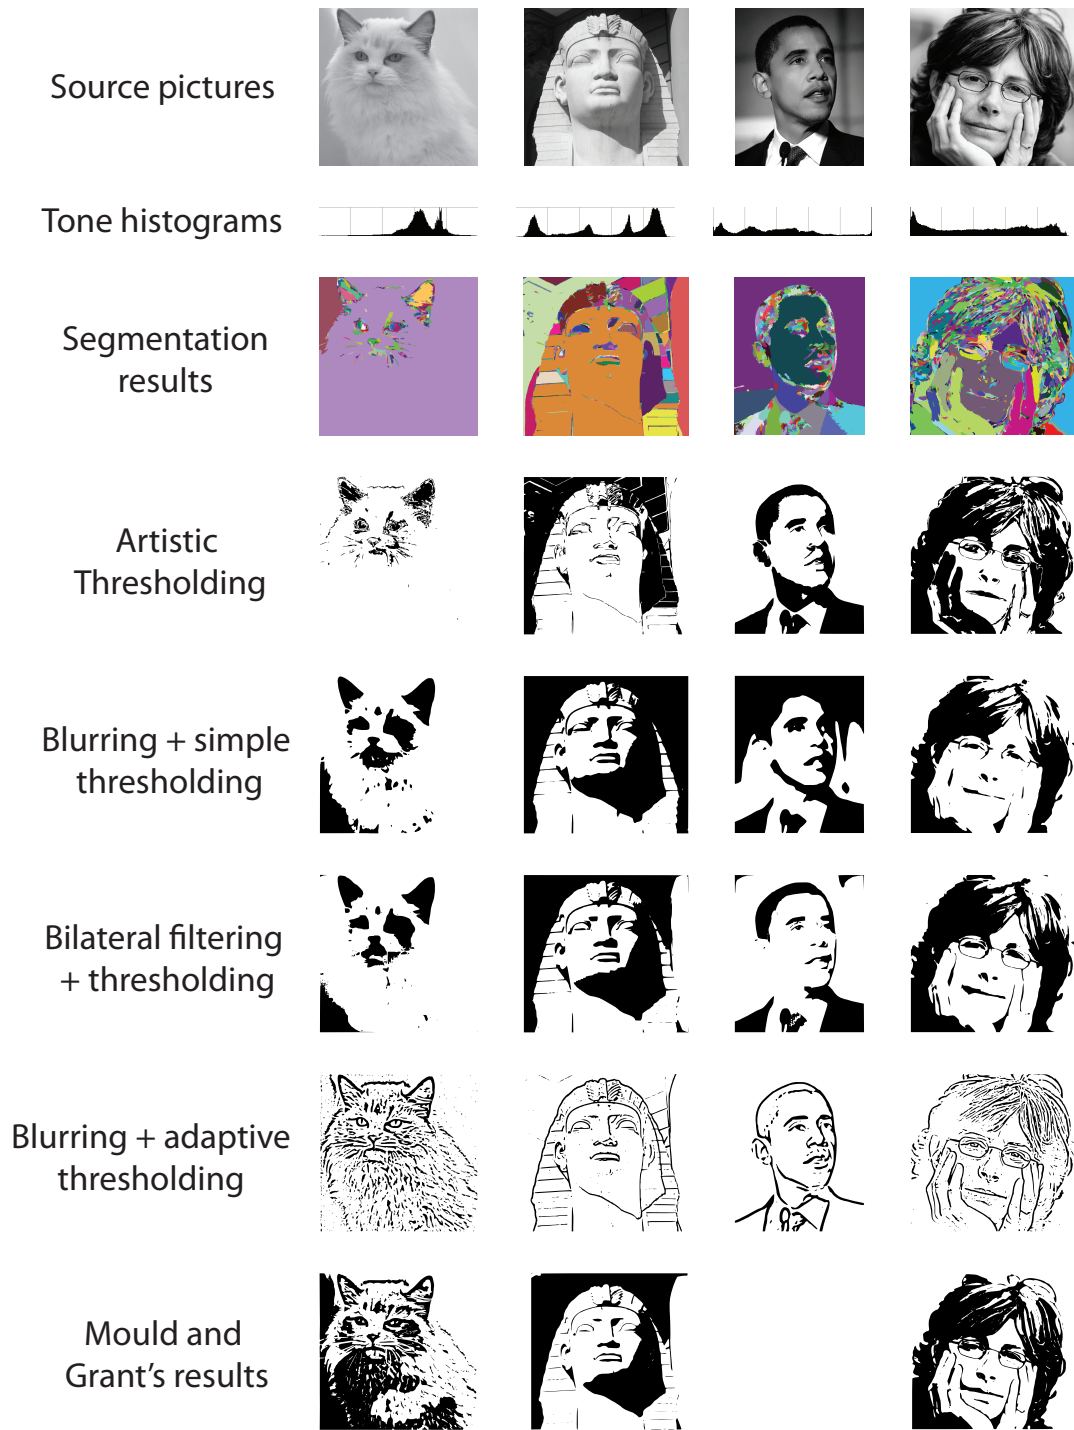 Source pictures
Tone histograms
Segmentation
results
Artistic
Thresholding
Blurring + simple
thresholding
Bilateral filtering
+ thresholding
Blurring + adaptive
thresholding
Mould and
Grant's results